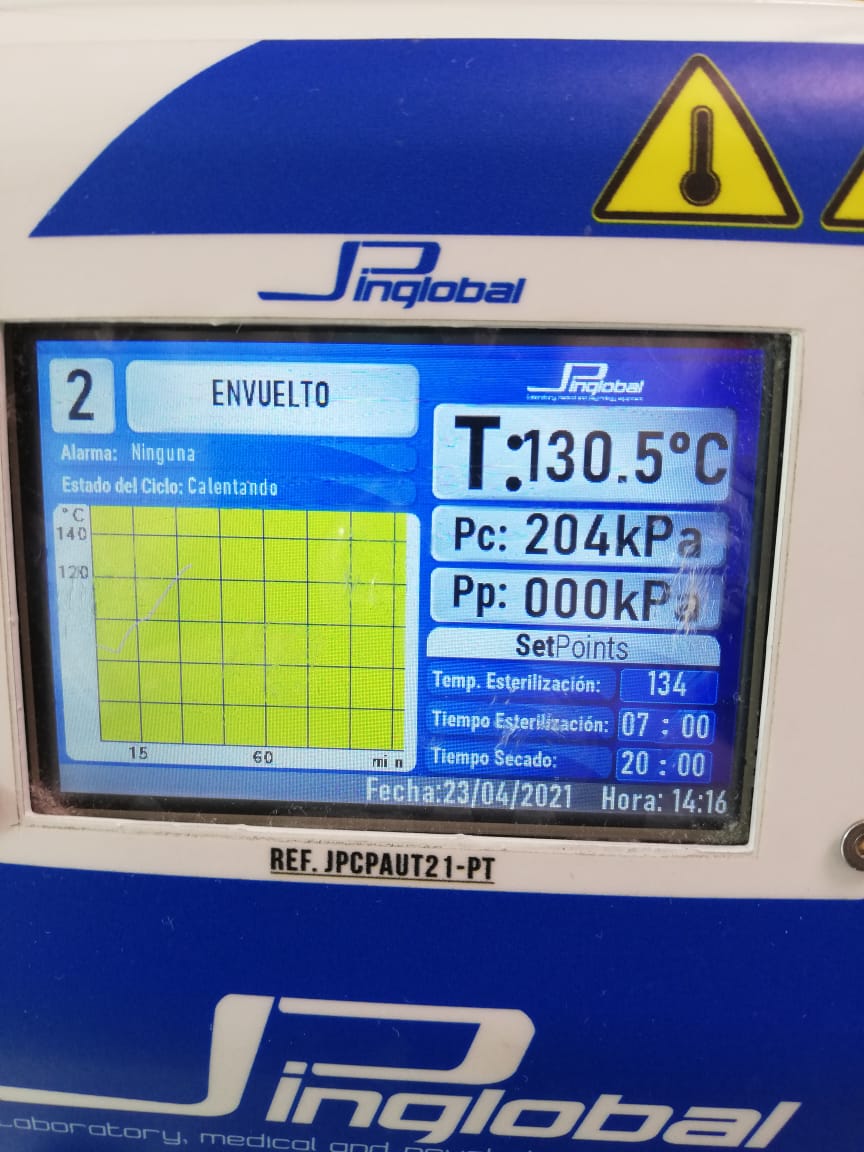 JPinglobal
2
ENVUELTO
Alarma: Ninguna
Estado del Ciclo: Calentando
°C
140
120
15
60
min
JPinglobal
T:130.5°C
Pc: 204kPa
Pp: 000kPa
SetPoints
Temp. Esterilización: 134
Tiempo Esterilización: 07 : 00
Tiempo Secado: 20 : 00
Fecha:23/04/2021 Hora: 14:16
REF. JPCPAUT21-PT
JPinglobal
Laboratory, medical and